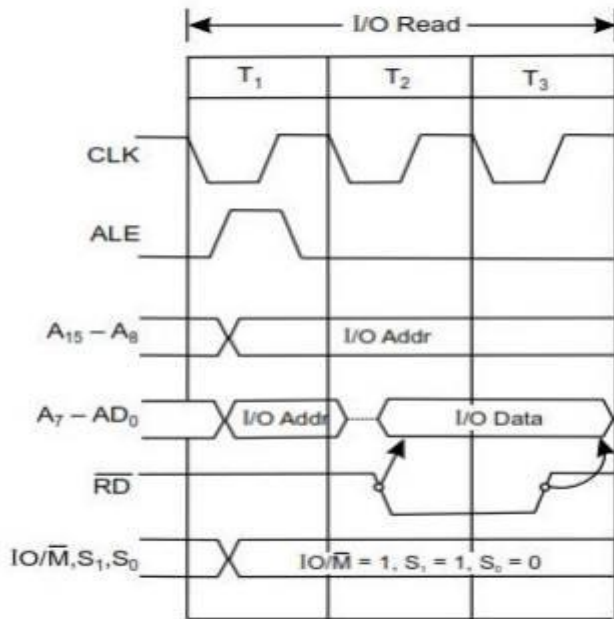 I/O Read
T₁ T₂ T₃
CLK
ALE
A₁₅ – A₈ I/O Addr
A₇ – AD₀ I/O Addr I/O Data
R̅D̅
IO/M̅,S₁,S₀ IO/M̅ = 1, S₁ = 1, S₀ = 0